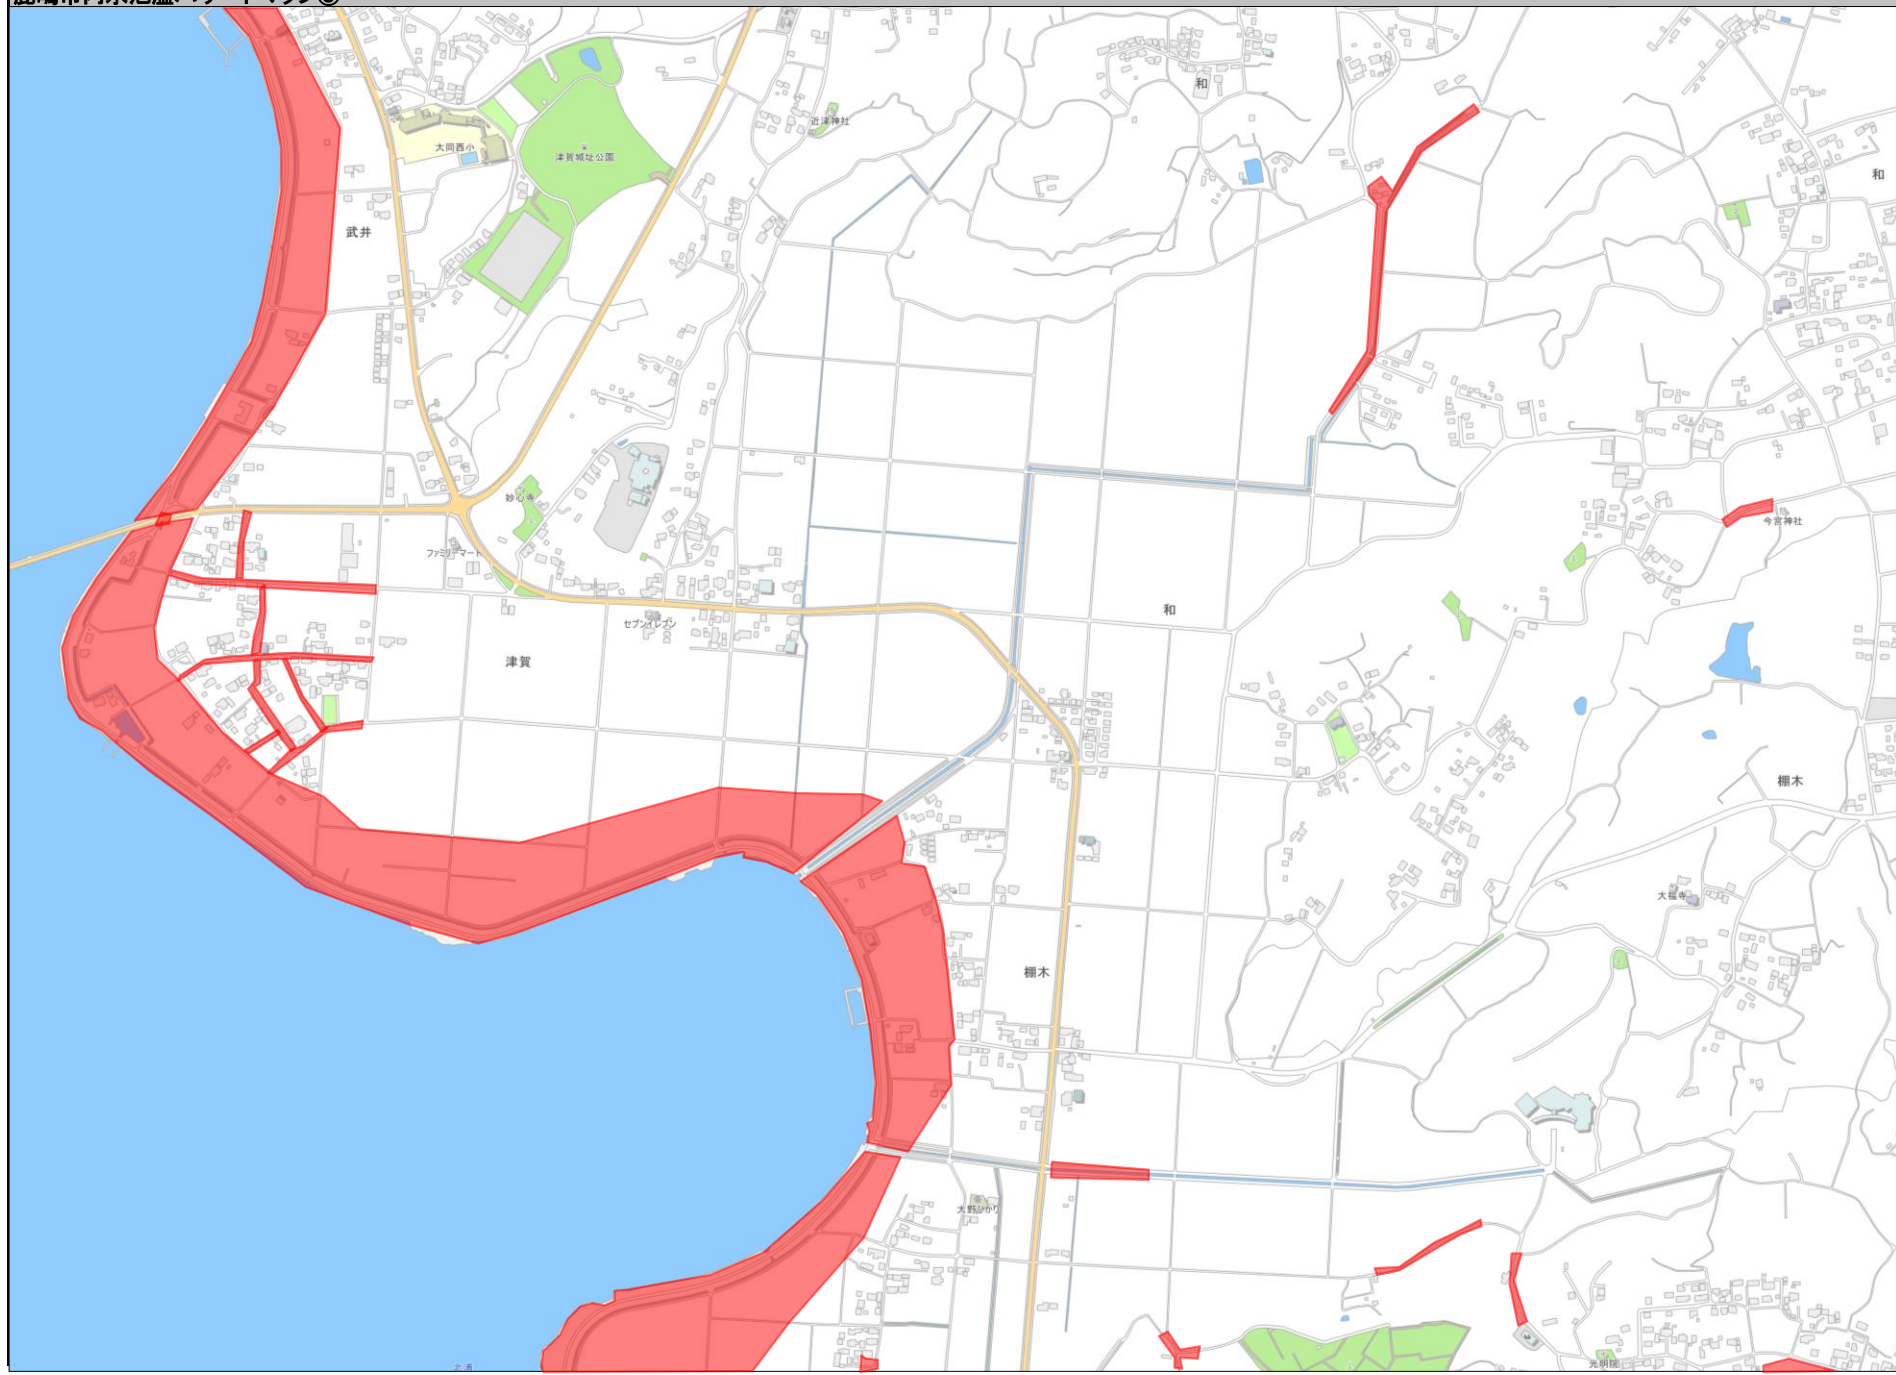 和
近津神社
大同西小
津賀城址公園
和
武井
妙心寺
今宮神社
ファミリーマート
和
セブンイレブン
津賀
棚木
大福寺
棚木
大野ひかり
光明院
北浦